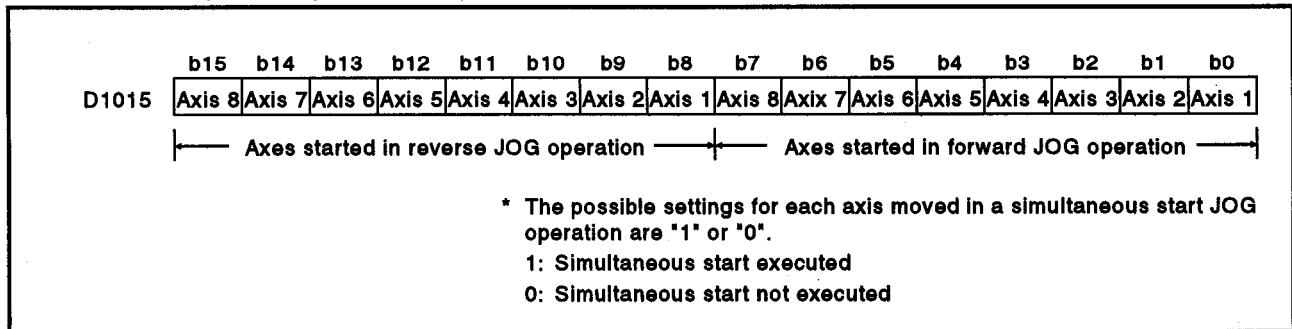 b15 b14 b13 b12 b11 b10 b9 b8 b7 b6 b5 b4 b3 b2 b1 b0
D1015 Axis 8 Axis 7 Axis 6 Axis 5 Axis 4 Axis 3 Axis 2 Axis 1 Axis 8 Axix 7 Axis 6 Axis 5 Axis 4 Axis 3 Axis 2 Axis 1
Axes started in reverse JOG operation Axes started in forward JOG operation
* The possible settings for each axis moved in a simultaneous start JOG
operation are "1" or "0".
1: Simultaneous start executed
0: Simultaneous start not executed